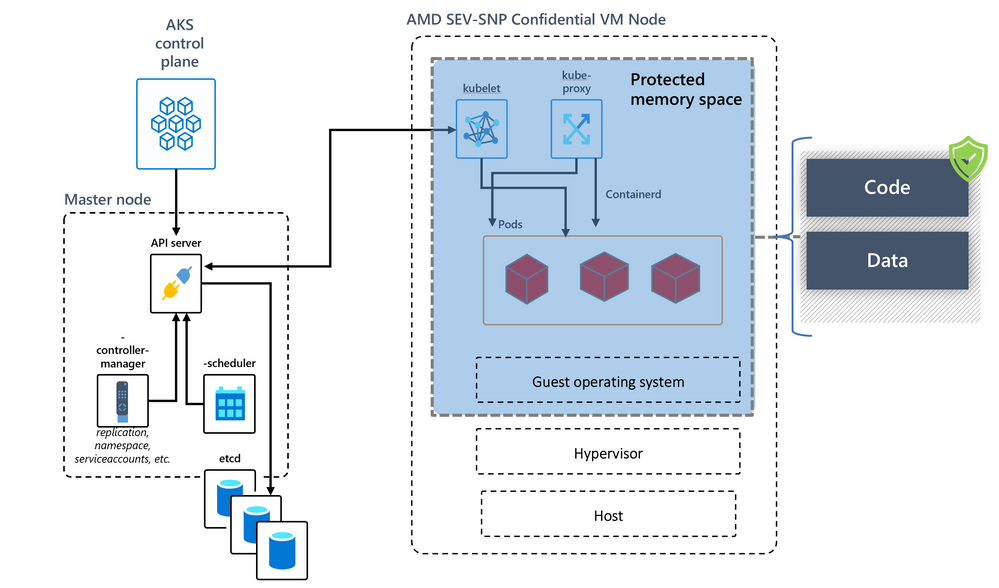 AKS
control
plane
Master node
API server
-
controller-
manager
-scheduler
replication,
namespace,
serviceaccounts, etc.
etcd
AMD SEV-SNP Confidential VM Node
kubelet
kube-
proxy
Protected
memory space
Containerd
Pods
Guest operating system
Hypervisor
Host
Code
Data